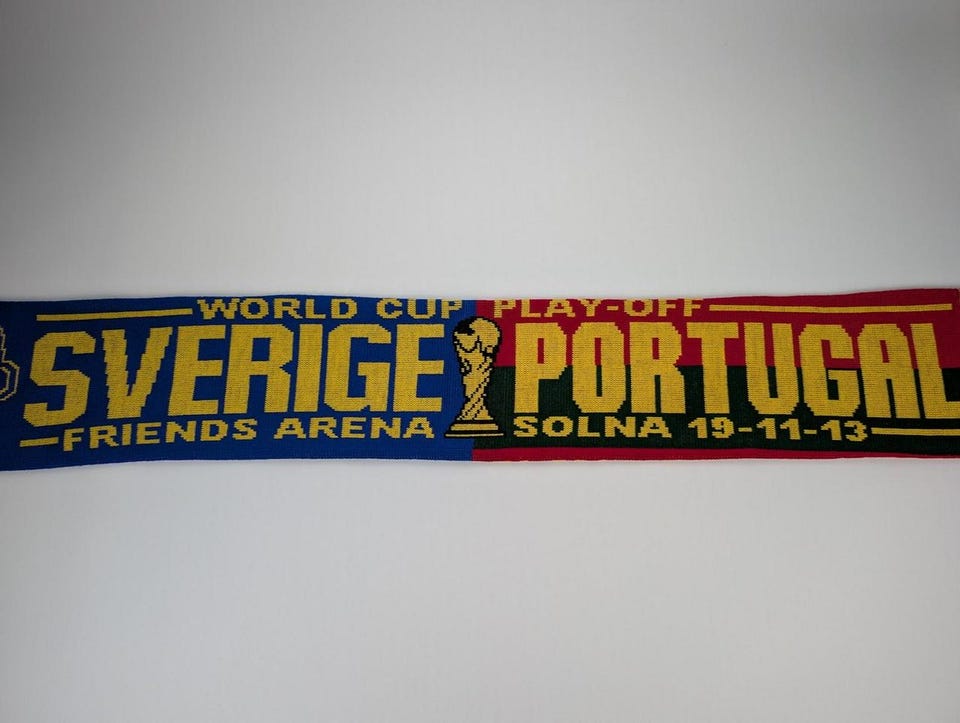 WORLD CUP PLAY-OFF
SVERIGE PORTUGAL
FRIENDS ARENA SOLNA 19-11-13